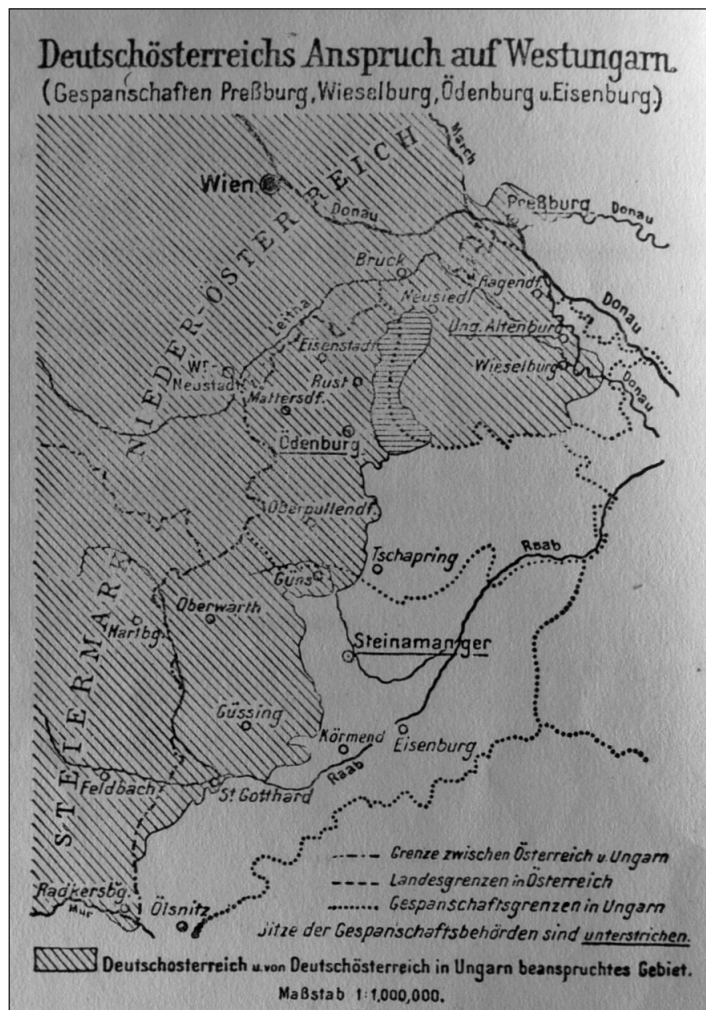 Deutschösterreichs Anspruch auf Westungarn.
(Gespanschaften Preßburg, Wieselburg, Ödenburg u. Eisenburg.)
March
Wien
NIEDER-ÖSTERREICH
Donau
Preßburg
Donau
Bruck
Ragendf.
Donau
Leitha
Neusiedl
Ung. Altenburg
Eisenstadt
Wr.
Neustadt
Rust
Wieselburg
Donau
Mattersdf.
Ödenburg
Oberpullendf.
Tschapring
Raab
Güns
Oberwarth
Hartbg.
Steinamanger
STEIERMARK
Güssing
Körmend
Eisenburg
Raab
Feldbach
St. Gotthard
Radkersbg.
Mur
Ölsnitz
Grenze zwischen Österreich u. Ungarn
Landesgrenzen in Österreich
Gespanschaftsgrenzen in Ungarn
Sitze der Gespanschaftsbehörden sind unterstrichen.
Deutschösterreich u. von Deutschösterreich in Ungarn beanspruchtes Gebiet.
Maßstab 1:1,000,000.